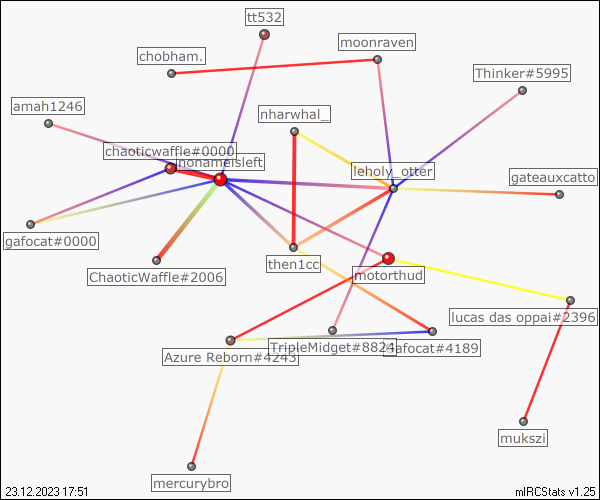 tt532
moonraven
chobham.
Thinker#5995
amah1246
nharwhal_
chaoticwaffle#0000
nonameisleft
leholy_otter
gateauxcatto
gafocat#0000
then1cc
ChaoticWaffle#2006
motorthud
lucas das oppai#2396
Azure Reborn#4243
TripleMidget#8824
Gafocat#4189
mukszi
mercurybro
23.12.2023 17:51
mIRCStats v1.25